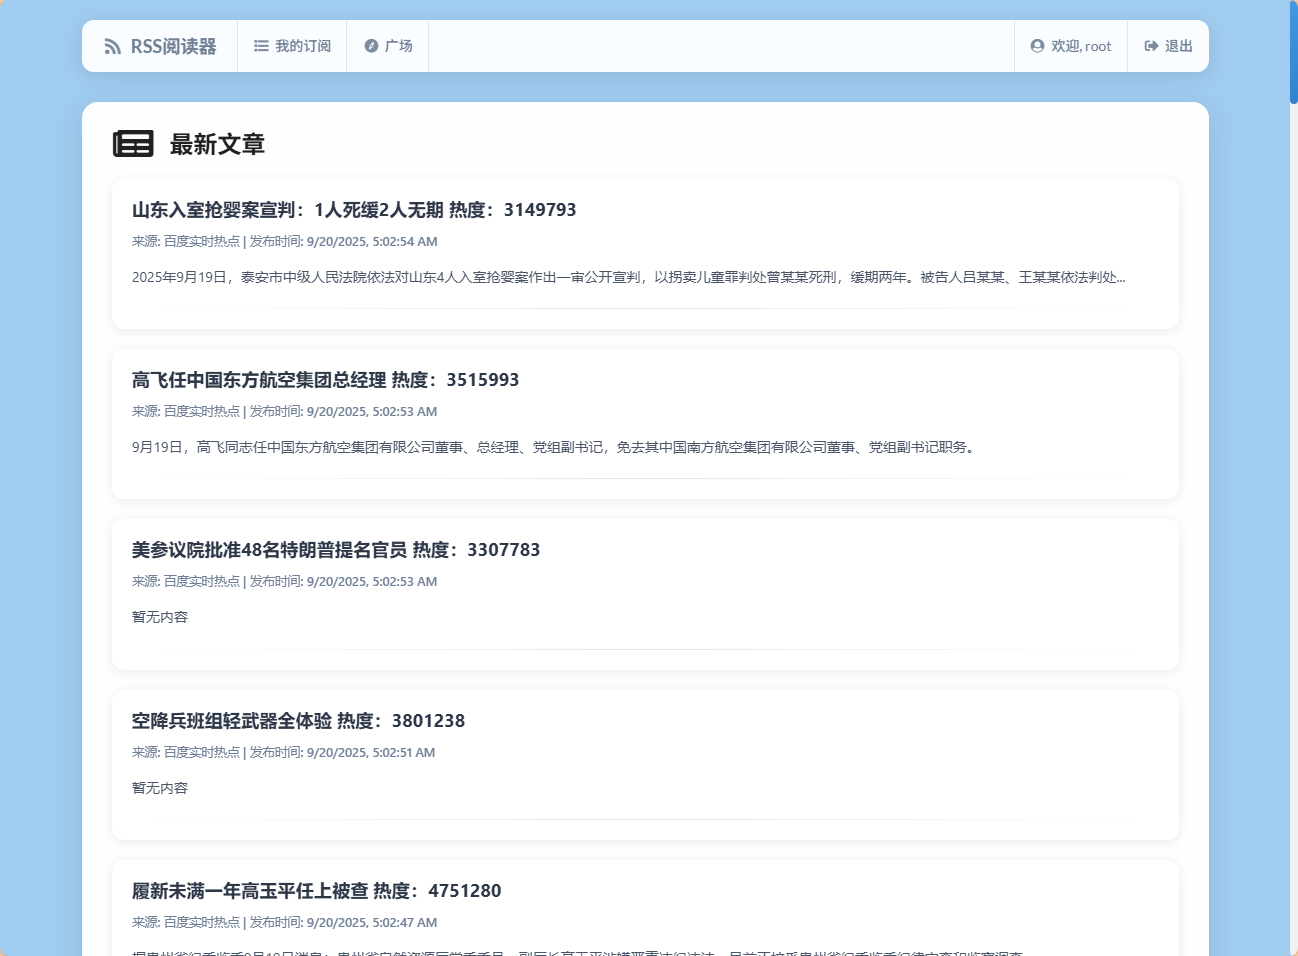 RSS阅读器
我的订阅
广场
欢迎, root
退出
最新文章
山东入室抢婴案宣判：1人死缓2人无期 热度：3149793
来源: 百度实时热点 | 发布时间: 9/20/2025, 5:02:54 AM
2025年9月19日，泰安市中级人民法院依法对山东4人入室抢婴案作出一审公开宣判，以拐卖儿童罪判处曾某某死刑，缓期两年。被告人吕某某、王某某依法判处...
高飞任中国东方航空集团总经理 热度：3515993
来源: 百度实时热点 | 发布时间: 9/20/2025, 5:02:53 AM
9月19日，高飞同志任中国东方航空集团有限公司董事、总经理、党组副书记，免去其中国南方航空集团有限公司董事、党组副书记职务。
美参议院批准48名特朗普提名官员 热度：3307783
来源: 百度实时热点 | 发布时间: 9/20/2025, 5:02:53 AM
暂无内容
空降兵班组轻武器全体验 热度：3801238
来源: 百度实时热点 | 发布时间: 9/20/2025, 5:02:51 AM
暂无内容
履新未满一年高玉平任上被查 热度：4751280
来源: 百度实时热点 | 发布时间: 9/20/2025, 5:02:47 AM